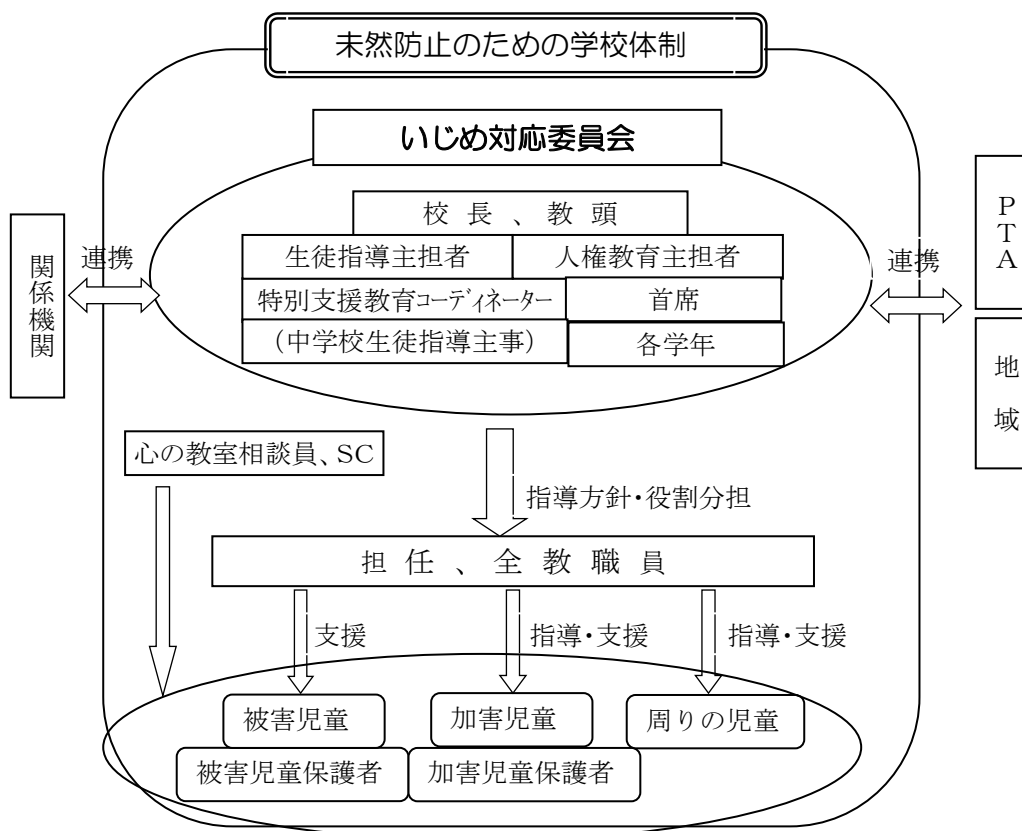 未然防止のための学校体制
いじめ対応委員会
校長、教頭
生徒指導主担者
人権教育主担者
特別支援教育コーディネーター
首席
(中学校生徒指導主事)
各学年
関係機関
連携
連携
PTA
地域
心の教室相談員、SC
指導方針・役割分担
担任、全教職員
支援
指導・支援
指導・支援
被害児童
加害児童
周りの児童
被害児童保護者
加害児童保護者